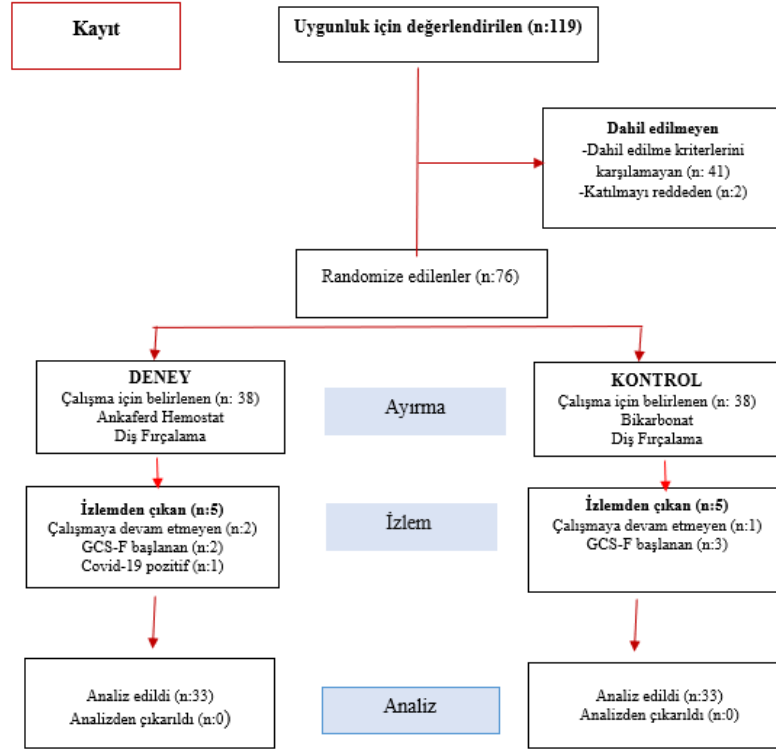 Kayıt
Uygunluk için değerlendirilen (n:119)
Dahil edilmeyen
-Dahil edilme kriterlerini
karşılamayan (n: 41)
-Katılmayı reddeden (n:2)
Randomize edilenler (n:76)
DENEY
Çalışma için belirlenen (n: 38)
Ankaferd Hemostat
Diş Fırçalama
Ayırma
KONTROL
Çalışma için belirlenen (n: 38)
Bikarbonat
Diş Fırçalama
İzlemden çıkan (n:5)
Çalışmaya devam etmeyen (n:2)
GCS-F başlanan (n:2)
Covid-19 pozitif (n:1)
İzlem
İzlemden çıkan (n:5)
Çalışmaya devam etmeyen (n:1)
GCS-F başlanan (n:3)
Analiz edildi (n:33)
Analizden çıkarıldı (n:0)
Analiz
Analiz edildi (n:33)
Analizden çıkarıldı (n:0)